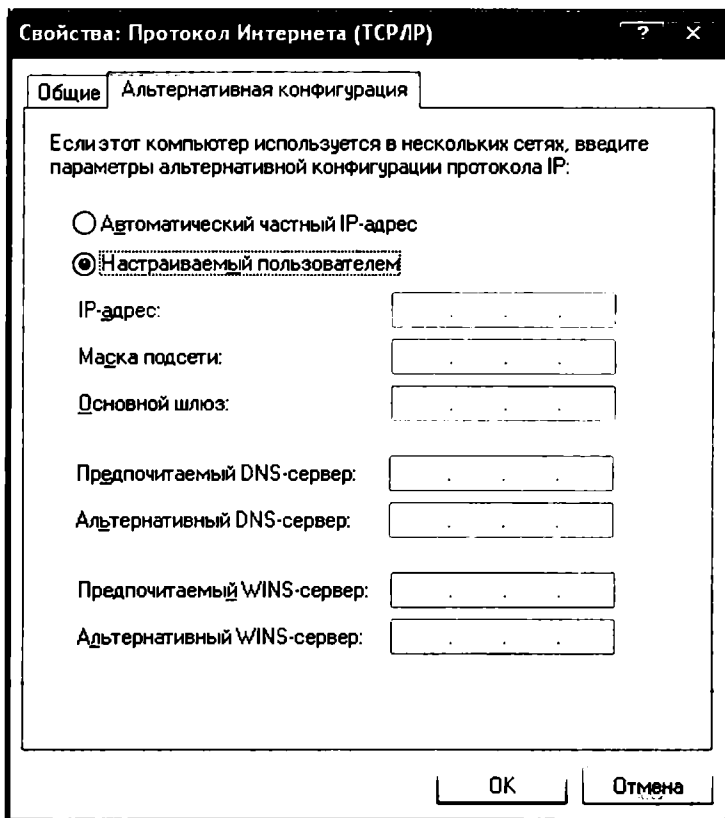 Свойства: Протокол Интернета (TCP/IP)
? ×
Общие
Альтернативная конфигурация
Если этот компьютер используется в нескольких сетях, введите
параметры альтернативной конфигурации протокола IP:
Автоматический частный IP-адрес
Настраиваемый пользователем
IP-адрес:
Маска подсети:
Основной шлюз:
Предпочитаемый DNS-сервер:
Альтернативный DNS-сервер:
Предпочитаемый WINS-сервер:
Альтернативный WINS-сервер:
OK
Отмена